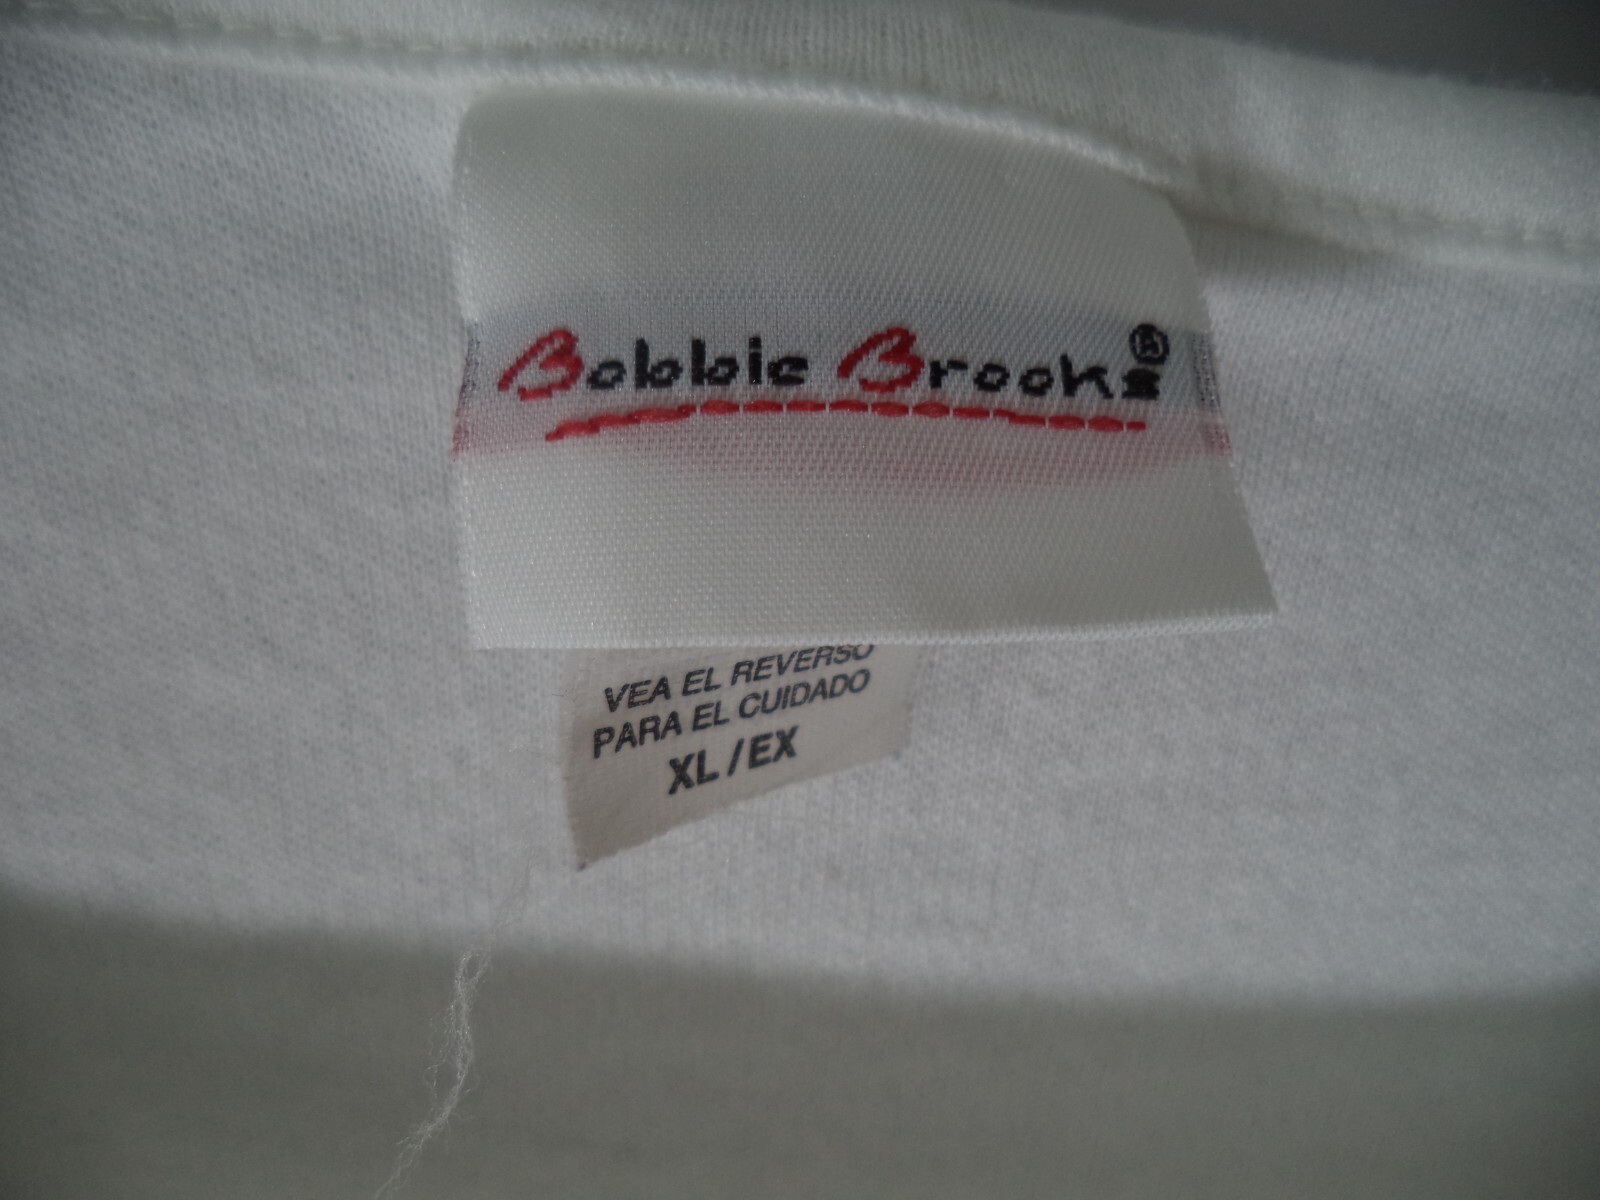 Bobbie Brooks®
VEA EL REVERSO
PARA EL CUIDADO
XL / EX